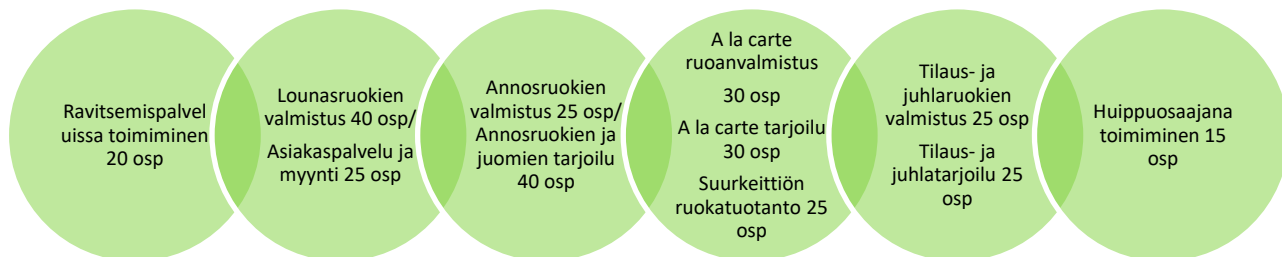 Ravitsemispalvel
uissa toimiminen
20 osp
Lounasruokien
valmistus 40 osp/
Asiakaspalvelu ja
myynti 25 osp
Annosruokien
valmistus 25 osp/
Annosruokien ja
juomien tarjoilu
40 osp
A la carte
ruoanvalmistus
30 osp
A la carte tarjoilu
30 osp
Suurkeittiön
ruokatuotanto 25
osp
Tilaus- ja
juhlaruokien
valmistus 25 osp
Tilaus- ja
juhlatarjoilu 25
osp
Huippuosaajana
toimiminen 15
osp